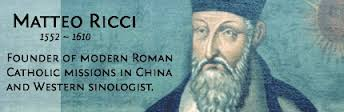 Matteo Ricci
1552 ~ 1610
Founder of modern Roman
Catholic missions in China
and Western sinologist.